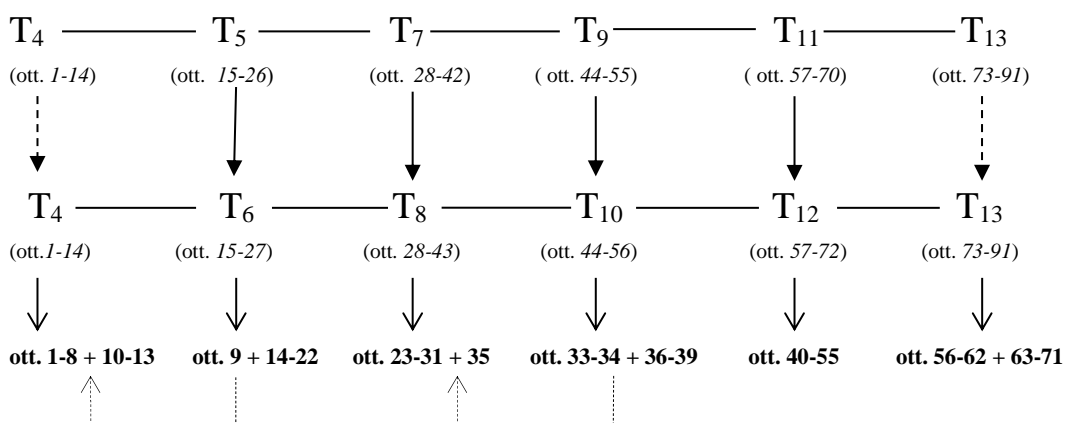 T4 T5 T7 T9 T11 T13
(ott. 1-14) (ott. 15-26) (ott. 28-42) ( ott. 44-55) ( ott. 57-70) (ott. 73-91)
T4 T6 T8 T10 T12 T13
(ott.1-14) (ott. 15-27) (ott. 28-43) (ott. 44-56) (ott. 57-72) (ott. 73-91)
ott. 1-8 + 10-13 ott. 9 + 14-22 ott. 23-31 + 35 ott. 33-34 + 36-39 ott. 40-55 ott. 56-62 + 63-71